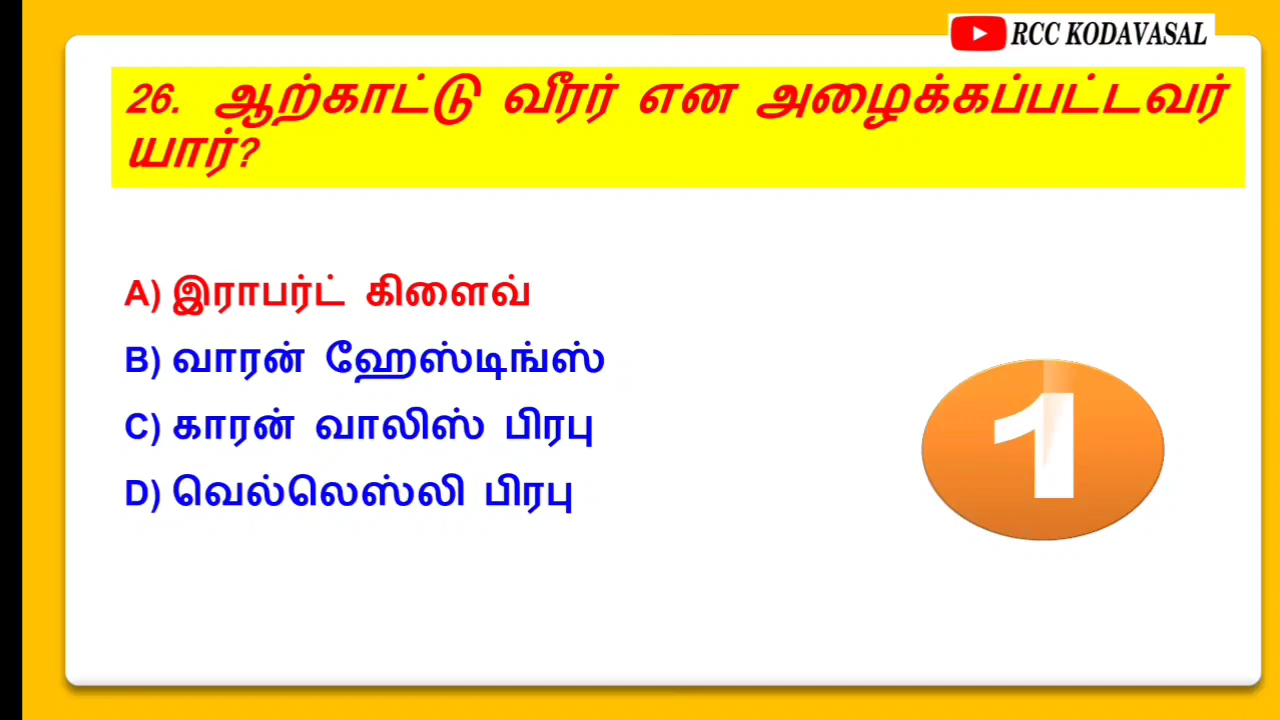 RCC KODAVASAL
26. ஆற்காட்டு வீரர் என அழைக்கப்பட்டவர்
யார்?
A) இராபர்ட் கிளைவ்
B) வாரன் ஹேஸ்டிங்ஸ்
C) காரன் வாலிஸ் பிரபு
D) வெல்லெஸ்லி பிரபு
1